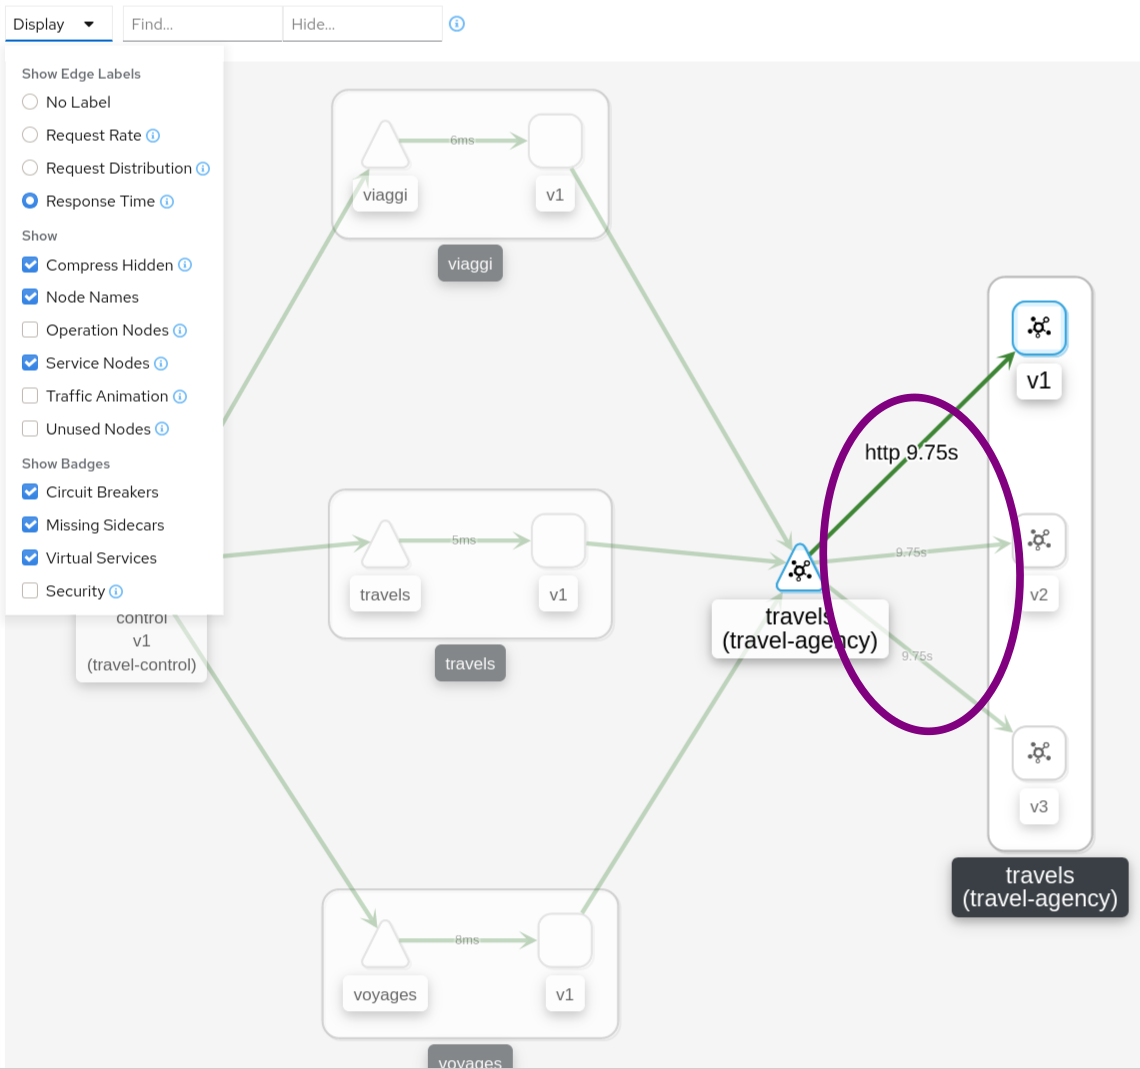 Display
Find...
Hide...
Show Edge Labels
No Label
Request Rate
Request Distribution
Response Time
Show
Compress Hidden
Node Names
Operation Nodes
Service Nodes
Traffic Animation
Unused Nodes
Show Badges
Circuit Breakers
Missing Sidecars
Virtual Services
Security
control
v1
(travel-control)
6ms
viaggi
v1
viaggi
5ms
travels
v1
travels
8ms
voyages
v1
voyages
travels
(travel-agency)
http 9.75s
9.75s
9.75s
v1
v2
v3
travels
(travel-agency)